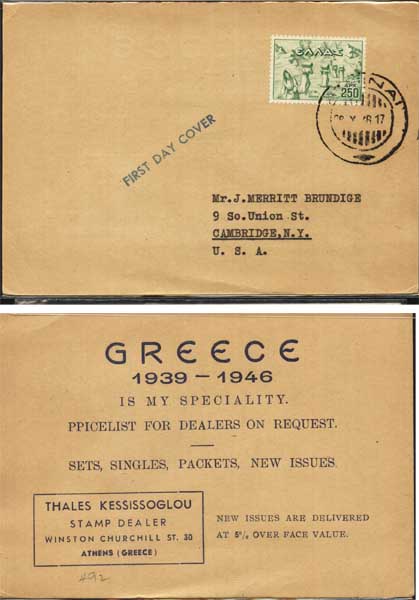 ΕΛΛΑΣ
250
FIRST DAY COVER
Mr.J.MERRITT BRUNDIGE
9 So.Union St.
CAMBRIDGE,N.Y.
U. S. A.
GREECE
1939 – 1946
IS MY SPECIALITY.
PPICELIST FOR DEALERS ON REQUEST.
SETS, SINGLES, PACKETS, NEW ISSUES.
THALES KESSISSOGLOU
STAMP DEALER
WINSTON CHURCHILL ST. 30
ATHENS (GREECE)
NEW ISSUES ARE DELIVERED
AT 5% OVER FACE VALUE.
492